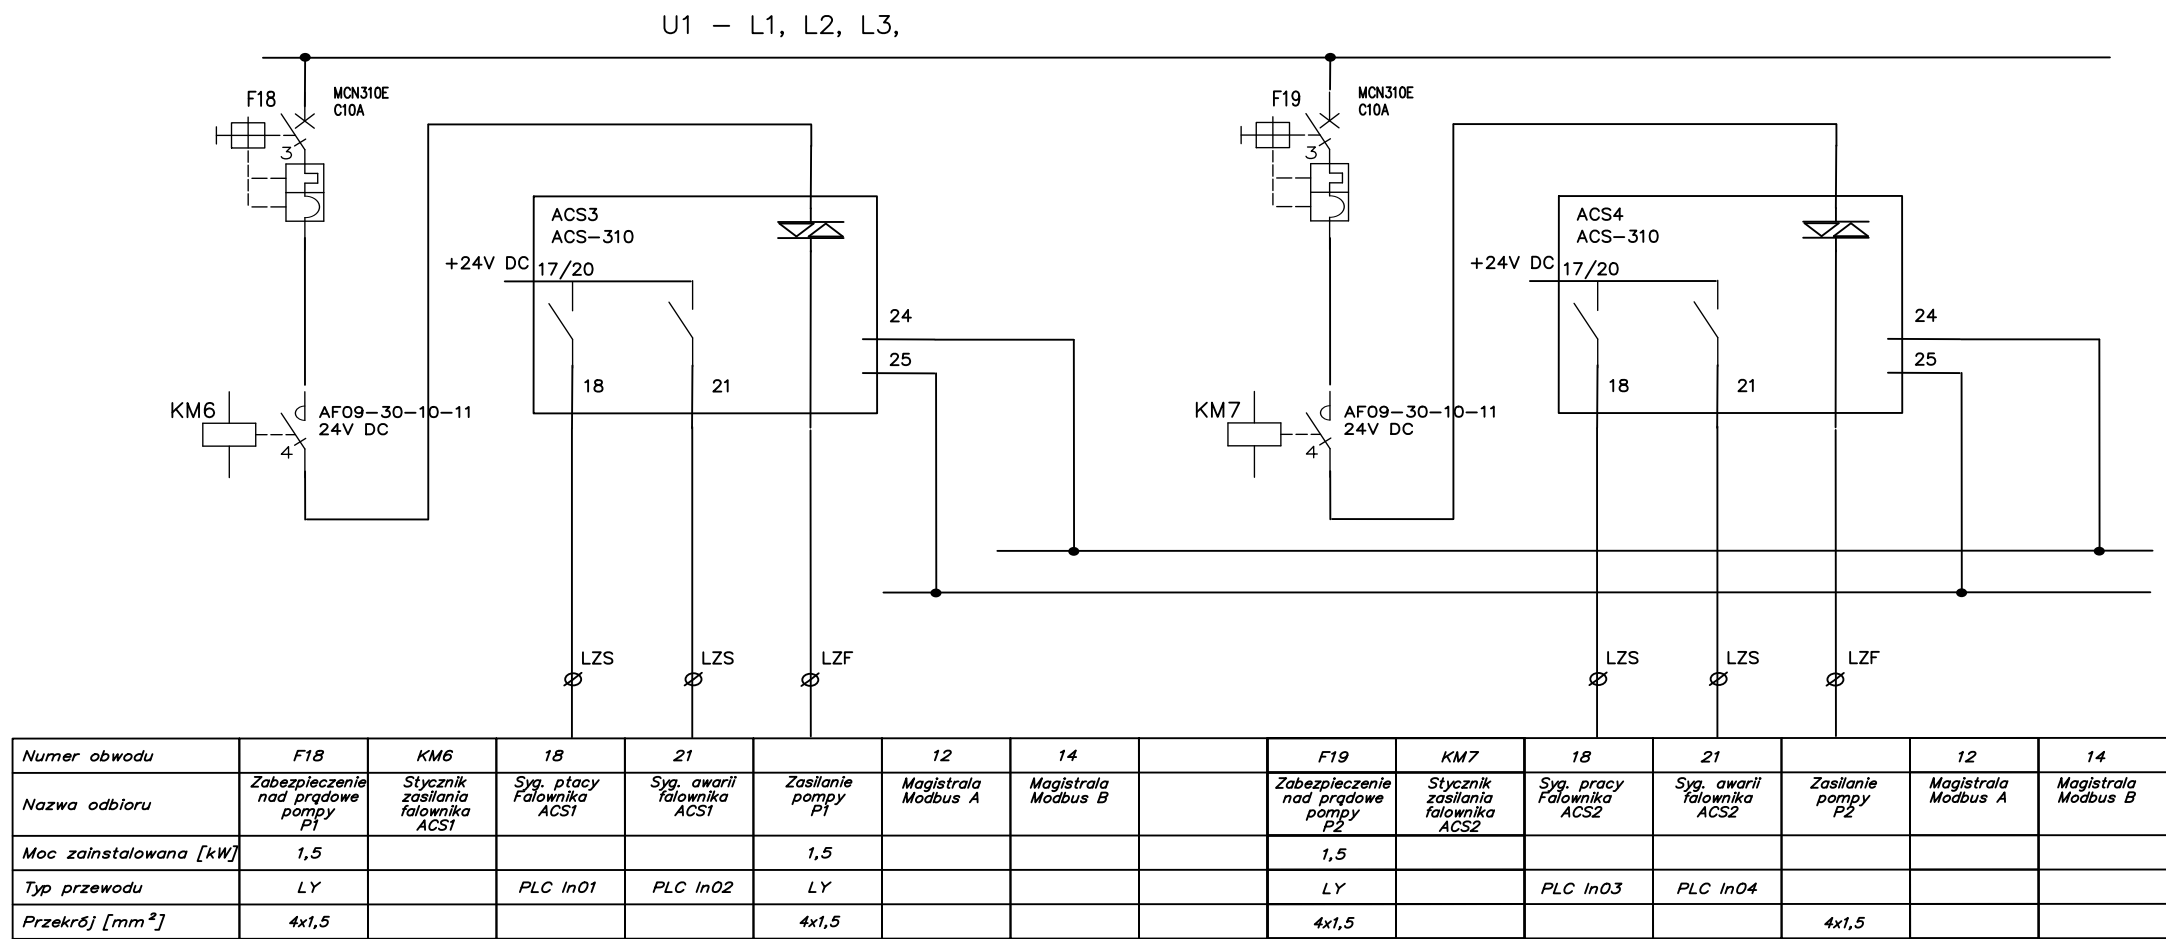 U1 - L1, L2, L3,
F18
MCN310E
C10A
3
ACS3
ACS-310
+24V DC
17/20
24
25
18
21
KM6
AF09-30-10-11
24V DC
4
LZS
LZS
LZF
F19
MCN310E
C10A
3
ACS4
ACS-310
+24V DC
17/20
24
25
18
21
KM7
AF09-30-10-11
24V DC
4
LZS
LZS
LZF
Numer obwodu F18 KM6 18 21 12 14 F19 KM7 18 21 12 14
Nazwa odbioru
Zabezpieczenie
nad prądowe
pompy
P1
Stycznik
zasilania
falownika
ACS1
Syg. ptacy
Falownika
ACS1
Syg. awarii
falownika
ACS1
Zasilanie
pompy
P1
Magistrala
Modbus A
Magistrala
Modbus B
Zabezpieczenie
nad prądowe
pompy
P2
Stycznik
zasilania
falownika
ACS2
Syg. pracy
Falownika
ACS2
Syg. awarii
falownika
ACS2
Zasilanie
pompy
P2
Magistrala
Modbus A
Magistrala
Modbus B
Moc zainstalowana [kW] 1,5 1,5 1,5
Typ przewodu LY PLC In01 PLC In02 LY LY PLC In03 PLC In04
Przekrój [mm²] 4x1,5 4x1,5 4x1,5 4x1,5